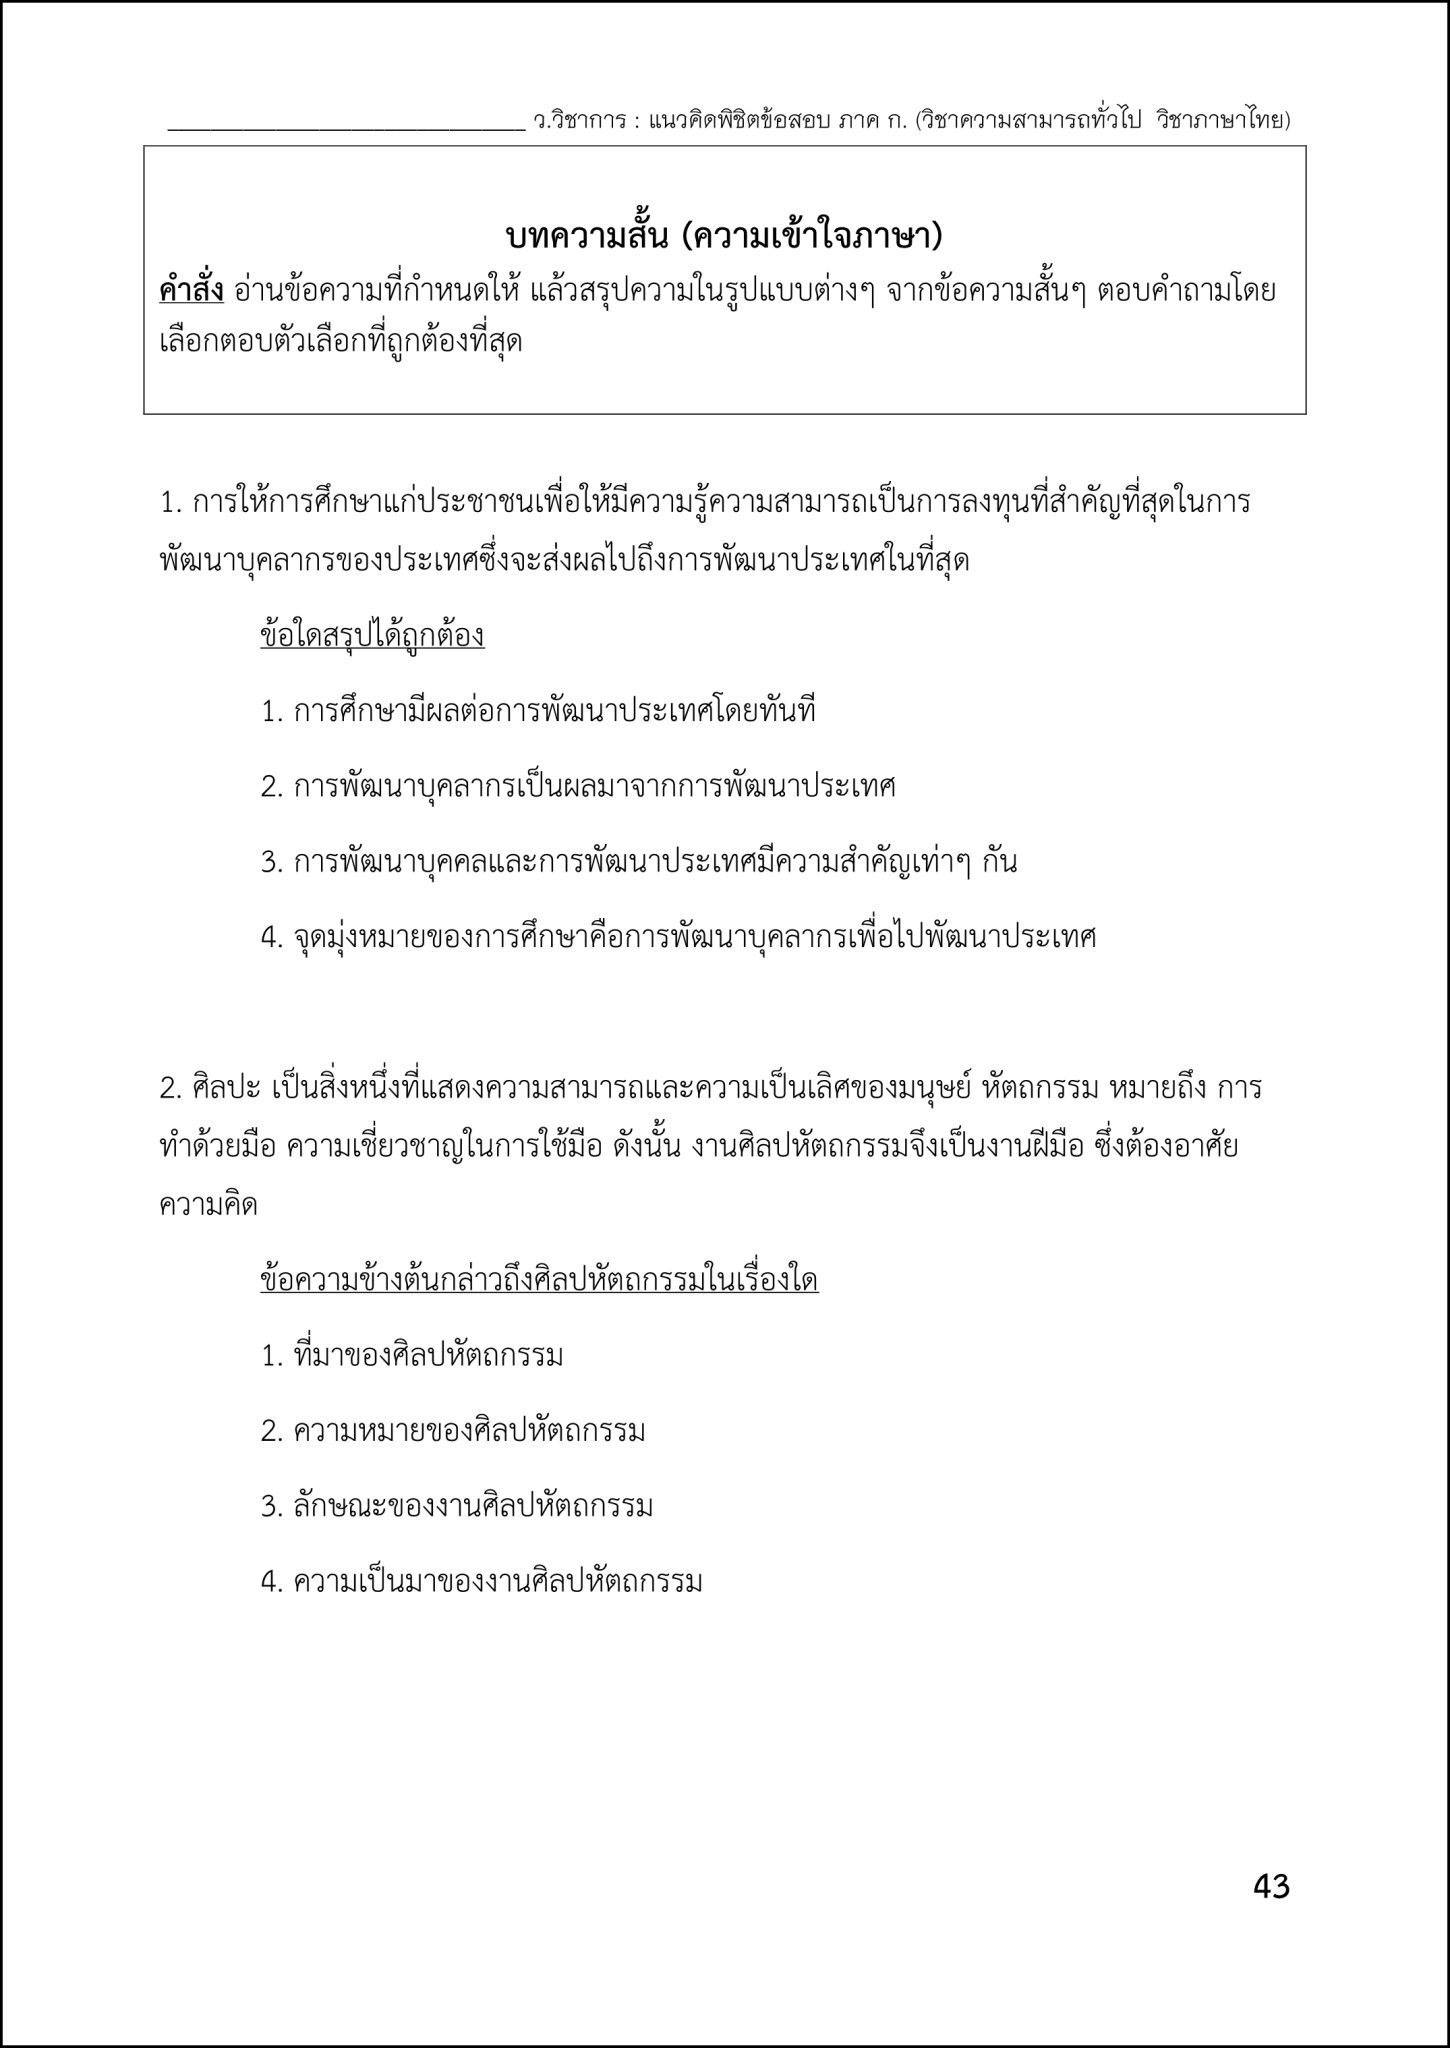 ว.วิชาการ : แนวคิดพิชิตข้อสอบ ภาค ก. (วิชาความสามารถทั่วไป วิชาภาษาไทย)
บทความสั้น (ความเข้าใจภาษา)
คำสั่ง อ่านข้อความที่กำหนดให้ แล้วสรุปความในรูปแบบต่างๆ จากข้อความสั้นๆ ตอบคำถามโดย
เลือกตอบตัวเลือกที่ถูกต้องที่สุด
1. การให้การศึกษาแก่ประชาชนเพื่อให้มีความรู้ความสามารถเป็นการลงทุนที่สำคัญที่สุดในการ
พัฒนาบุคลากรของประเทศซึ่งจะส่งผลไปถึงการพัฒนาประเทศในที่สุด
ข้อใดสรุปได้ถูกต้อง
1. การศึกษามีผลต่อการพัฒนาประเทศโดยทันที
2. การพัฒนาบุคลากรเป็นผลมาจากการพัฒนาประเทศ
3. การพัฒนาบุคคลและการพัฒนาประเทศมีความสำคัญเท่าๆ กัน
4. จุดมุ่งหมายของการศึกษาคือการพัฒนาบุคลากรเพื่อไปพัฒนาประเทศ
2. ศิลปะ เป็นสิ่งหนึ่งที่แสดงความสามารถและความเป็นเลิศของมนุษย์ หัตถกรรม หมายถึง การ
ทำด้วยมือ ความเชี่ยวชาญในการใช้มือ ดังนั้น งานศิลปหัตถกรรมจึงเป็นงานฝีมือ ซึ่งต้องอาศัย
ความคิด
ข้อความข้างต้นกล่าวถึงศิลปหัตถกรรมในเรื่องใด
1. ที่มาของศิลปหัตถกรรม
2. ความหมายของศิลปหัตถกรรม
3. ลักษณะของงานศิลปหัตถกรรม
4. ความเป็นมาของงานศิลปหัตถกรรม
43